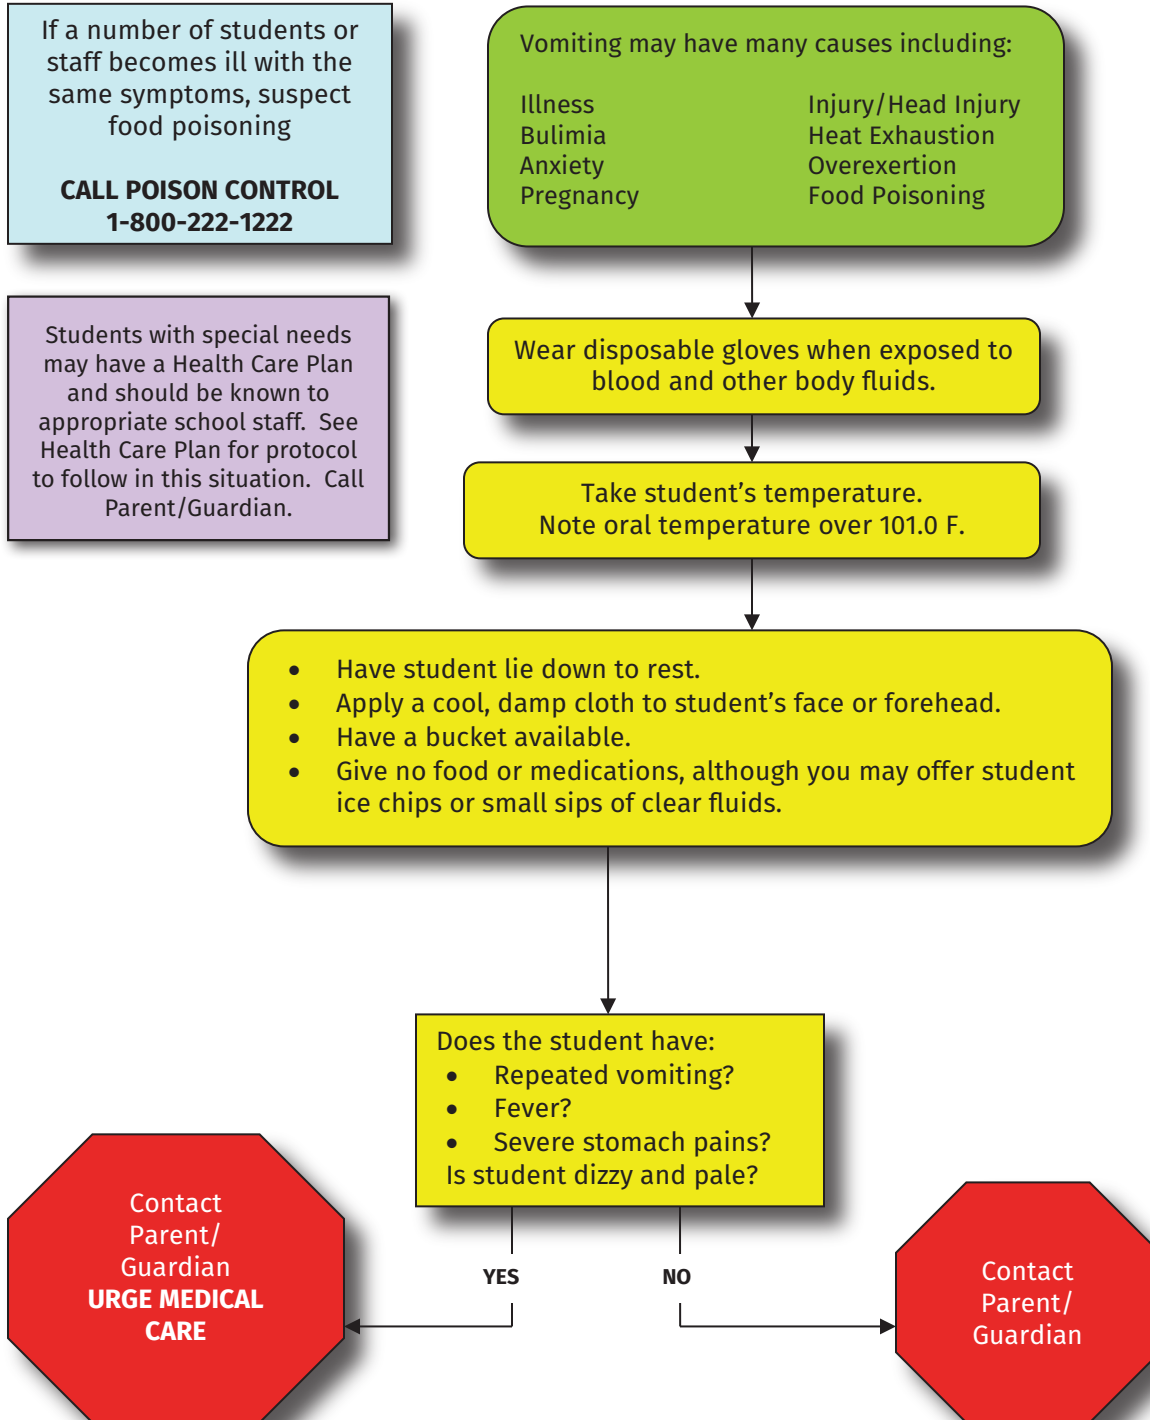 If a number of students or
staff becomes ill with the
same symptoms, suspect
food poisoning
CALL POISON CONTROL
1-800-222-1222
Students with special needs
may have a Health Care Plan
and should be known to
appropriate school staff.  See
Health Care Plan for protocol
to follow in this situation.  Call
Parent/Guardian.
Vomiting may have many causes including:
Illness
Bulimia
Anxiety
Pregnancy
Injury/Head Injury
Heat Exhaustion
Overexertion
Food Poisoning
Wear disposable gloves when exposed to
blood and other body fluids.
Take student’s temperature.
Note oral temperature over 101.0 F.
• Have student lie down to rest.
• Apply a cool, damp cloth to student’s face or forehead.
• Have a bucket available.
• Give no food or medications, although you may offer student
ice chips or small sips of clear fluids.
Does the student have:
• Repeated vomiting?
• Fever?
• Severe stomach pains?
Is student dizzy and pale?
YES
NO
Contact
Parent/
Guardian
URGE MEDICAL
CARE
Contact
Parent/
Guardian